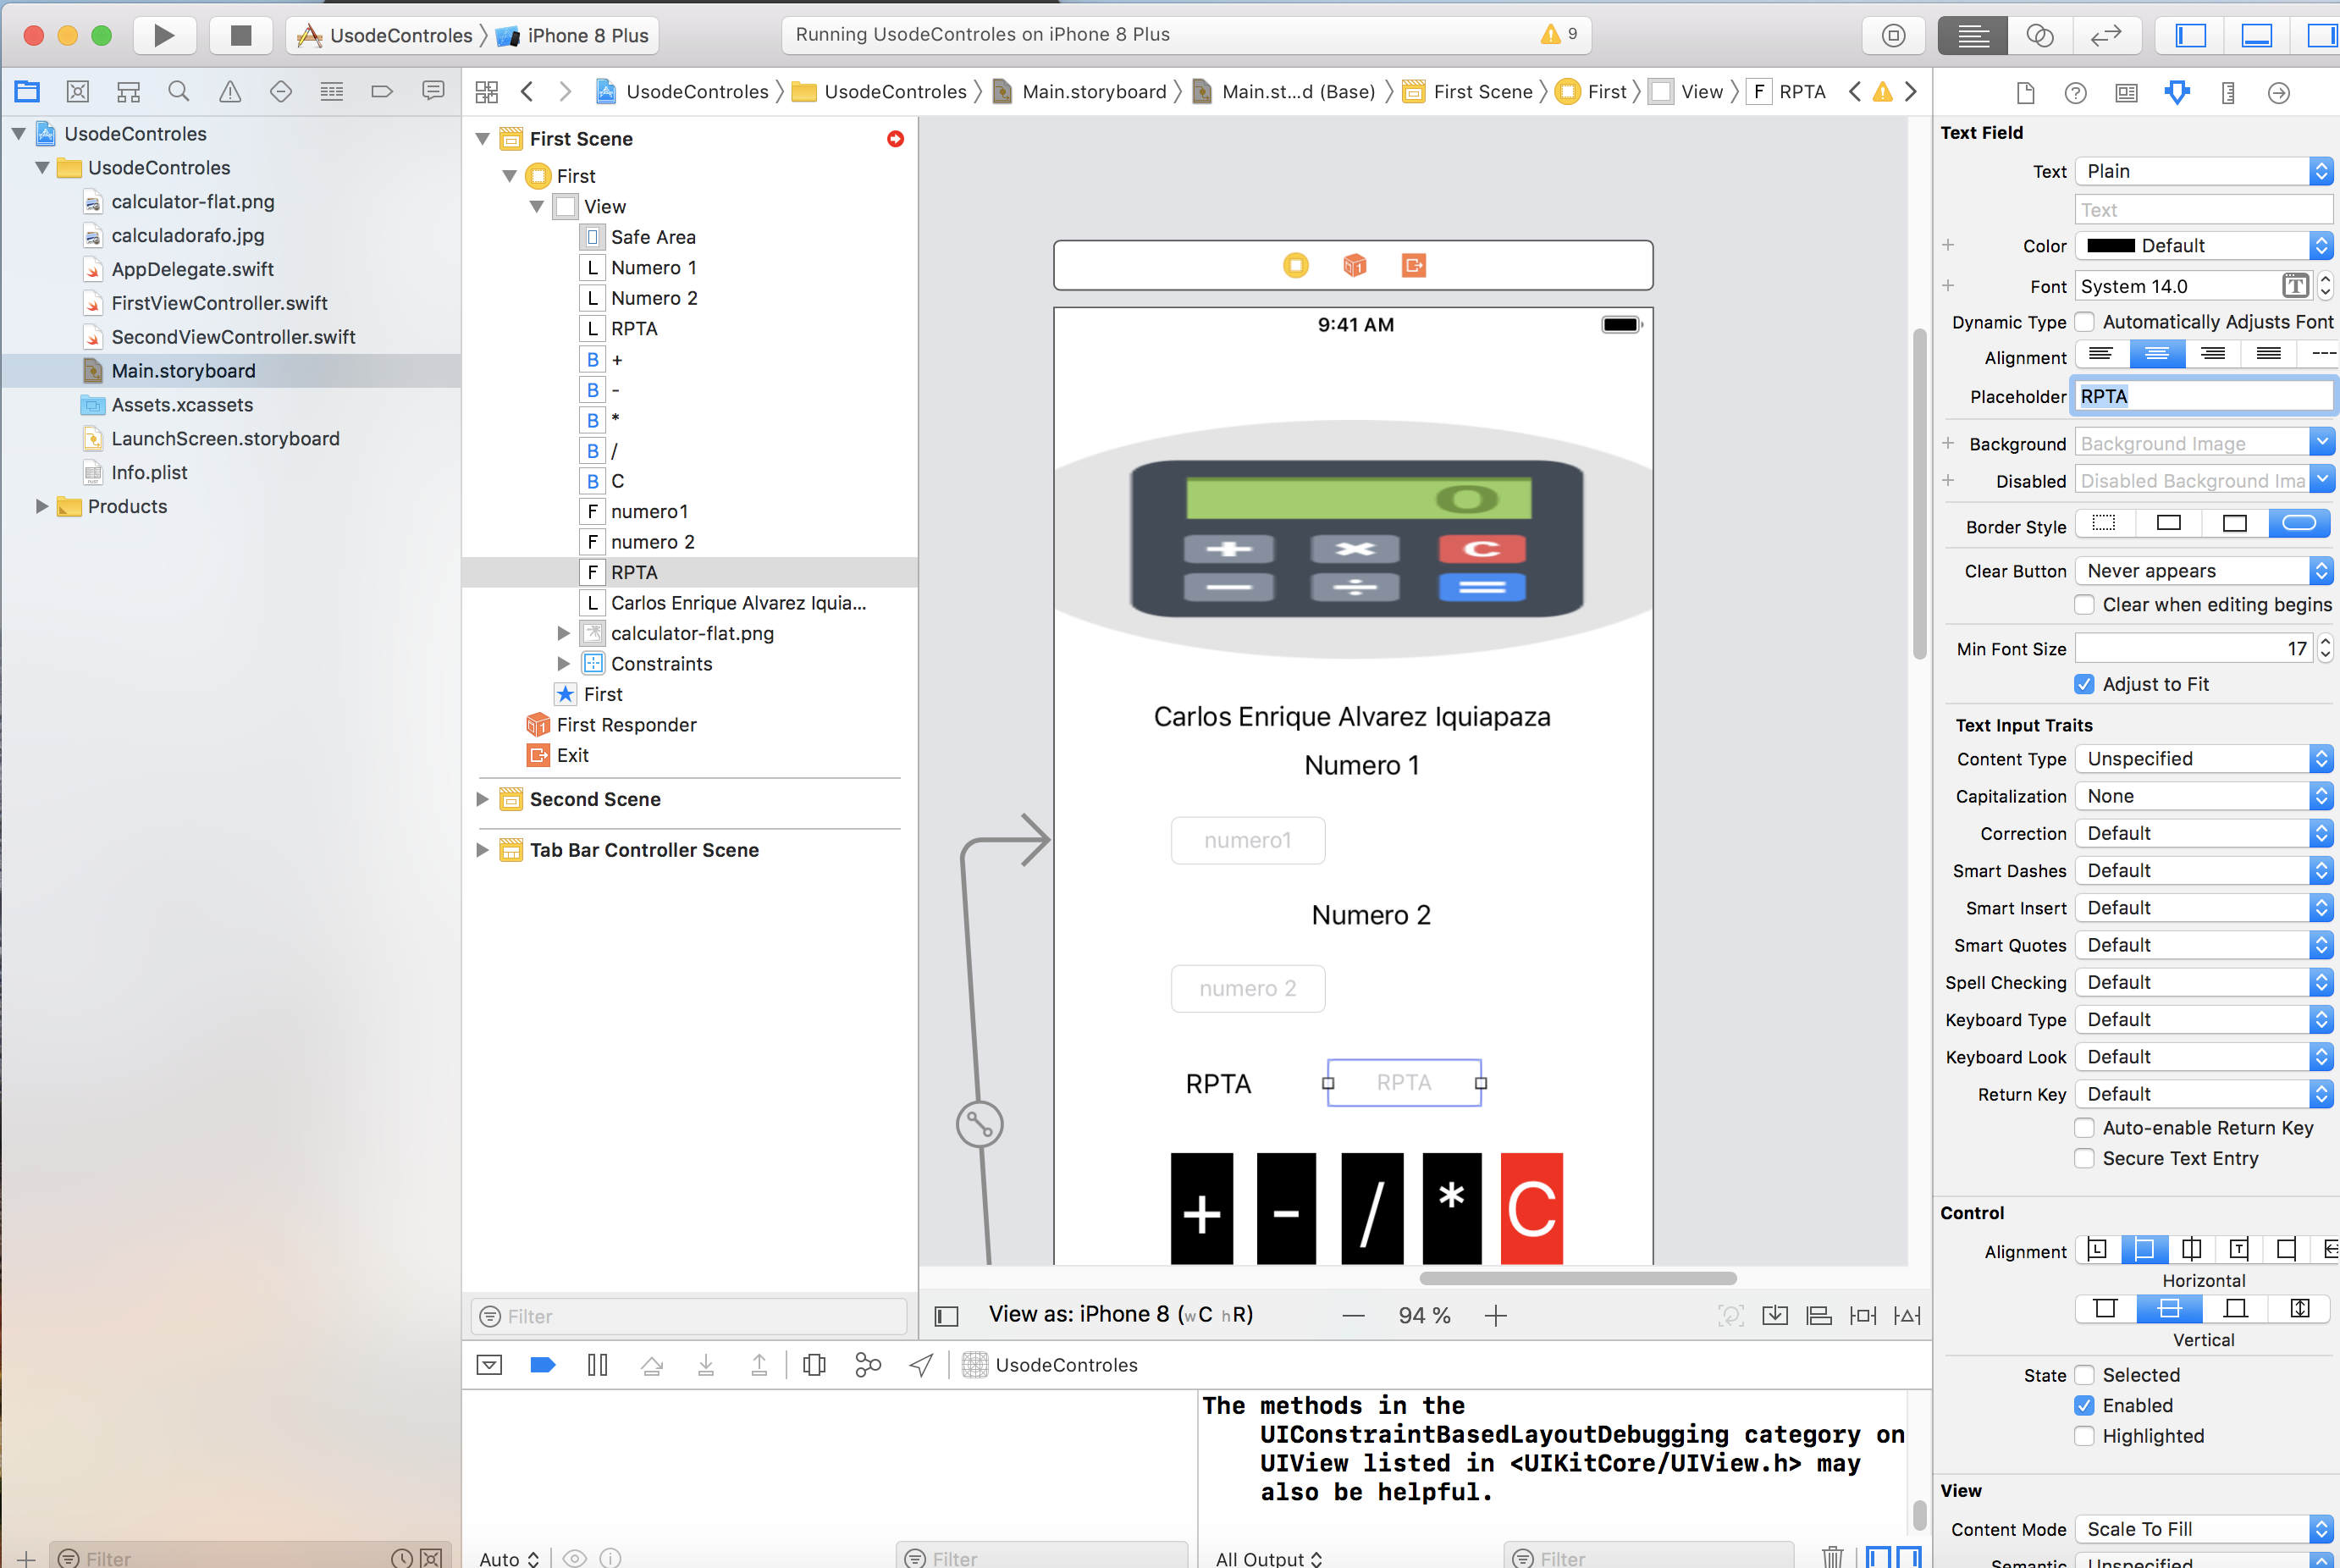 UsodeControles
iPhone 8 Plus
Running UsodeControles on iPhone 8 Plus
9
UsodeControles
UsodeControles
Main.storyboard
Main.st...d (Base)
First Scene
First
View
F RPTA
UsodeControles
UsodeControles
calculator-flat.png
calculadorafo.jpg
AppDelegate.swift
FirstViewController.swift
SecondViewController.swift
Main.storyboard
Assets.xcassets
LaunchScreen.storyboard
Info.plist
Products
Filter
First Scene
First
View
Safe Area
L Numero 1
L Numero 2
L RPTA
B +
B -
B *
B /
B C
F numero1
F numero 2
F RPTA
L Carlos Enrique Alvarez Iquia...
calculator-flat.png
Constraints
First
First Responder
Exit
Second Scene
Tab Bar Controller Scene
Filter
9:41 AM
0
C
Carlos Enrique Alvarez Iquiapaza
Numero 1
numero1
Numero 2
numero 2
RPTA
RPTA
+ - / * C
View as: iPhone 8 (wC hR)
— 94 % +
UsodeControles
The methods in the
UIConstraintBasedLayoutDebugging category on
UIView listed in <UIKitCore/UIView.h> may
also be helpful.
Auto
Filter
All Output
Filter
Text Field
Text Plain
Text
Color Default
Font System 14.0
Dynamic Type Automatically Adjusts Font
Alignment
Placeholder RPTA
Background Background Image
Disabled Disabled Background Ima
Border Style
Clear Button Never appears
Clear when editing begins
Min Font Size 17
Adjust to Fit
Text Input Traits
Content Type Unspecified
Capitalization None
Correction Default
Smart Dashes Default
Smart Insert Default
Smart Quotes Default
Spell Checking Default
Keyboard Type Default
Keyboard Look Default
Return Key Default
Auto-enable Return Key
Secure Text Entry
Control
Alignment
Horizontal
Vertical
State Selected
Enabled
Highlighted
View
Content Mode Scale To Fill
Semantic Unspecified